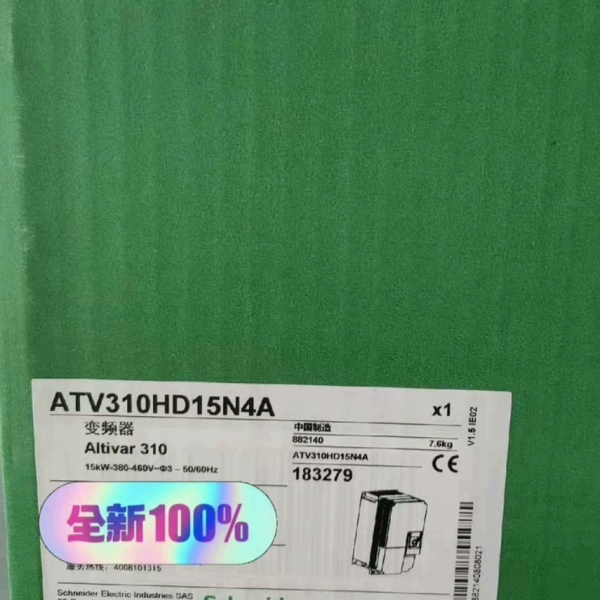 ATV310HD15N4A
x1
变频器
Altivar 310
15kW-380-460V~Φ3 - 50/60Hz
中国制造
882140
7.6kg
ATV310HD15N4A
183279
CE
V1.5 IE02
全新100%
服务热线: 4008101315
Schneider Electric Industries SAS